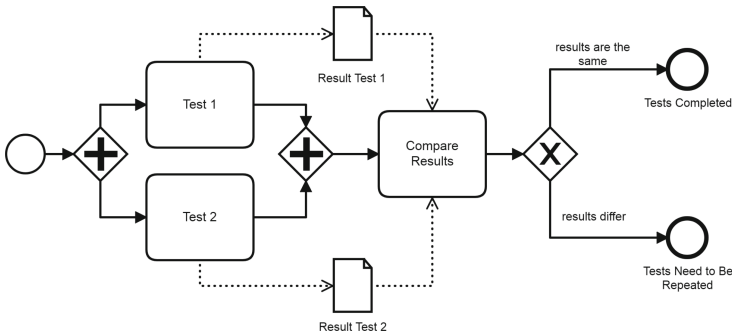 Result Test 1
Test 1
Test 2
Result Test 2
Compare
Results
results are the
same
Tests Completed
results differ
Tests Need to Be
Repeated